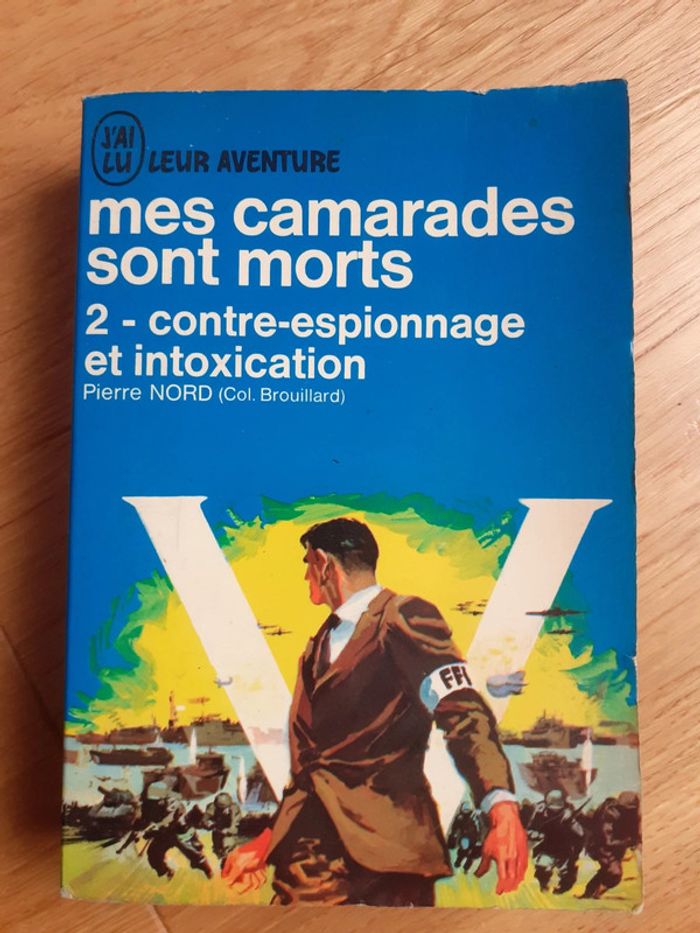 J'AI
LU LEUR AVENTURE
mes camarades
sont morts
2 - contre-espionnage
et intoxication
Pierre NORD (Col. Brouillard)
FFI